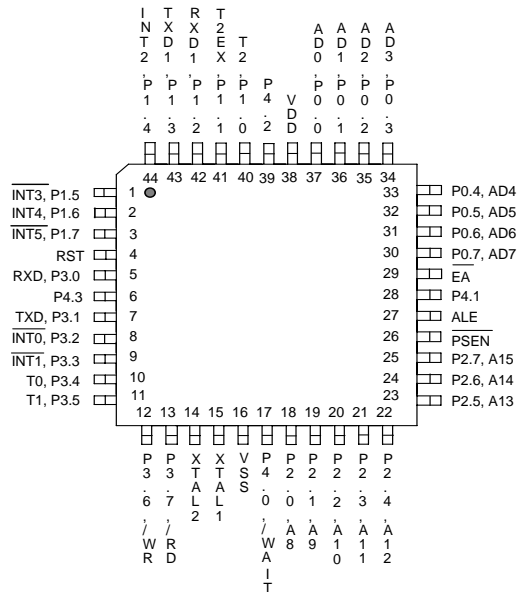 INT2,P1.4
TXD1,P1.3
RXD1,P1.2
T2EX,P1.1
T2,P1.0
P4.2
VDD
AD0,P0.0
AD1,P0.1
AD2,P0.2
AD3,P0.3
44 43 42 41 40 39 38 37 36 35 34
INT3, P1.5 1
INT4, P1.6 2
INT5, P1.7 3
RST 4
RXD, P3.0 5
P4.3 6
TXD, P3.1 7
INT0, P3.2 8
INT1, P3.3 9
T0, P3.4 10
T1, P3.5 11
33 P0.4, AD4
32 P0.5, AD5
31 P0.6, AD6
30 P0.7, AD7
29 EA
28 P4.1
27 ALE
26 PSEN
25 P2.7, A15
24 P2.6, A14
23 P2.5, A13
12 13 14 15 16 17 18 19 20 21 22
P3.6,/WR
P3.7,/RD
XTAL2
XTAL1
VSS
P4.0,/WAIT
P2.0,A8
P2.1,A9
P2.2,A10
P2.3,A11
P2.4,A12